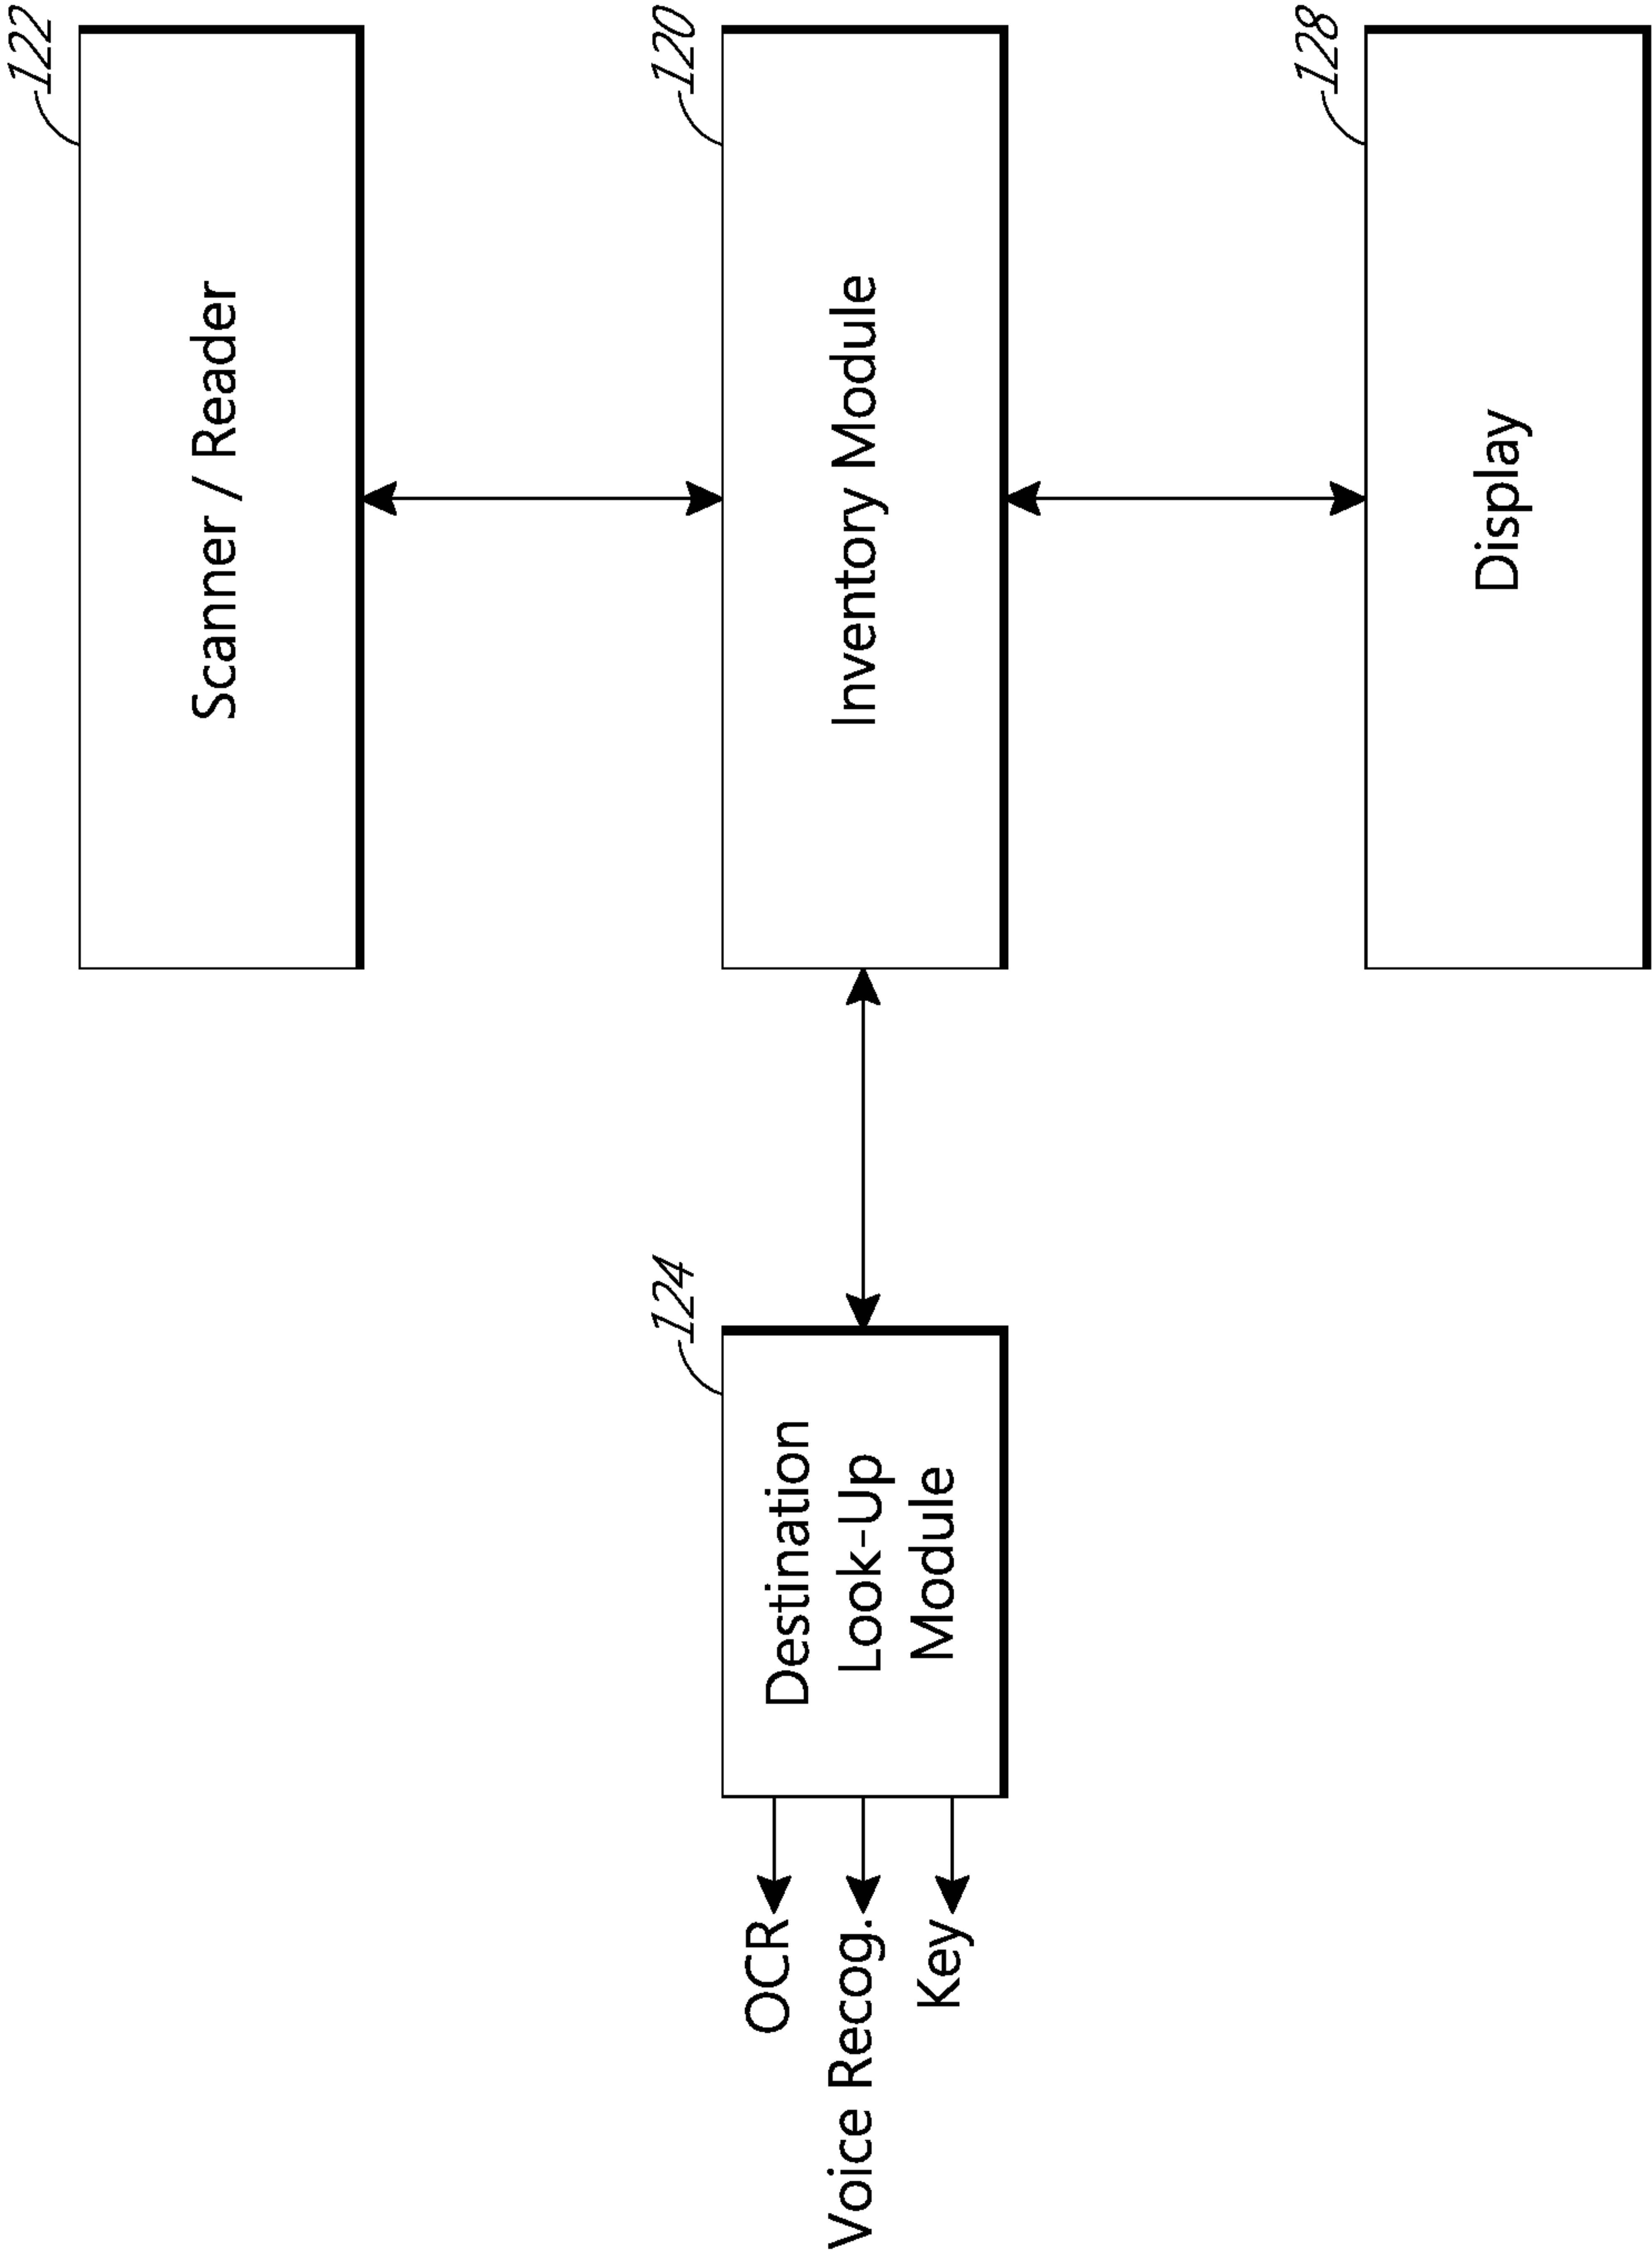 122
Scanner / Reader
124
120
OCR
Voice Recog.
Key
Destination
Look-Up
Module
Inventory Module
128
Display